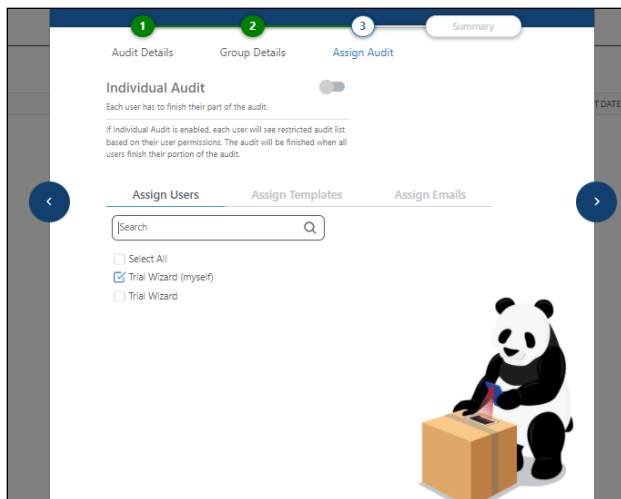 1
2
3
Summary
Audit Details
Group Details
Assign Audit
Individual Audit
Each user has to finish their part of the audit.
If Individual Audit is enabled, each user will see restricted audit list
based on their user permissions. The audit will be finished when all
users finish their portion of the audit.
T DATE
Assign Users
Assign Templates
Assign Emails
Search
Select All
Trial Wizard (myself)
Trial Wizard